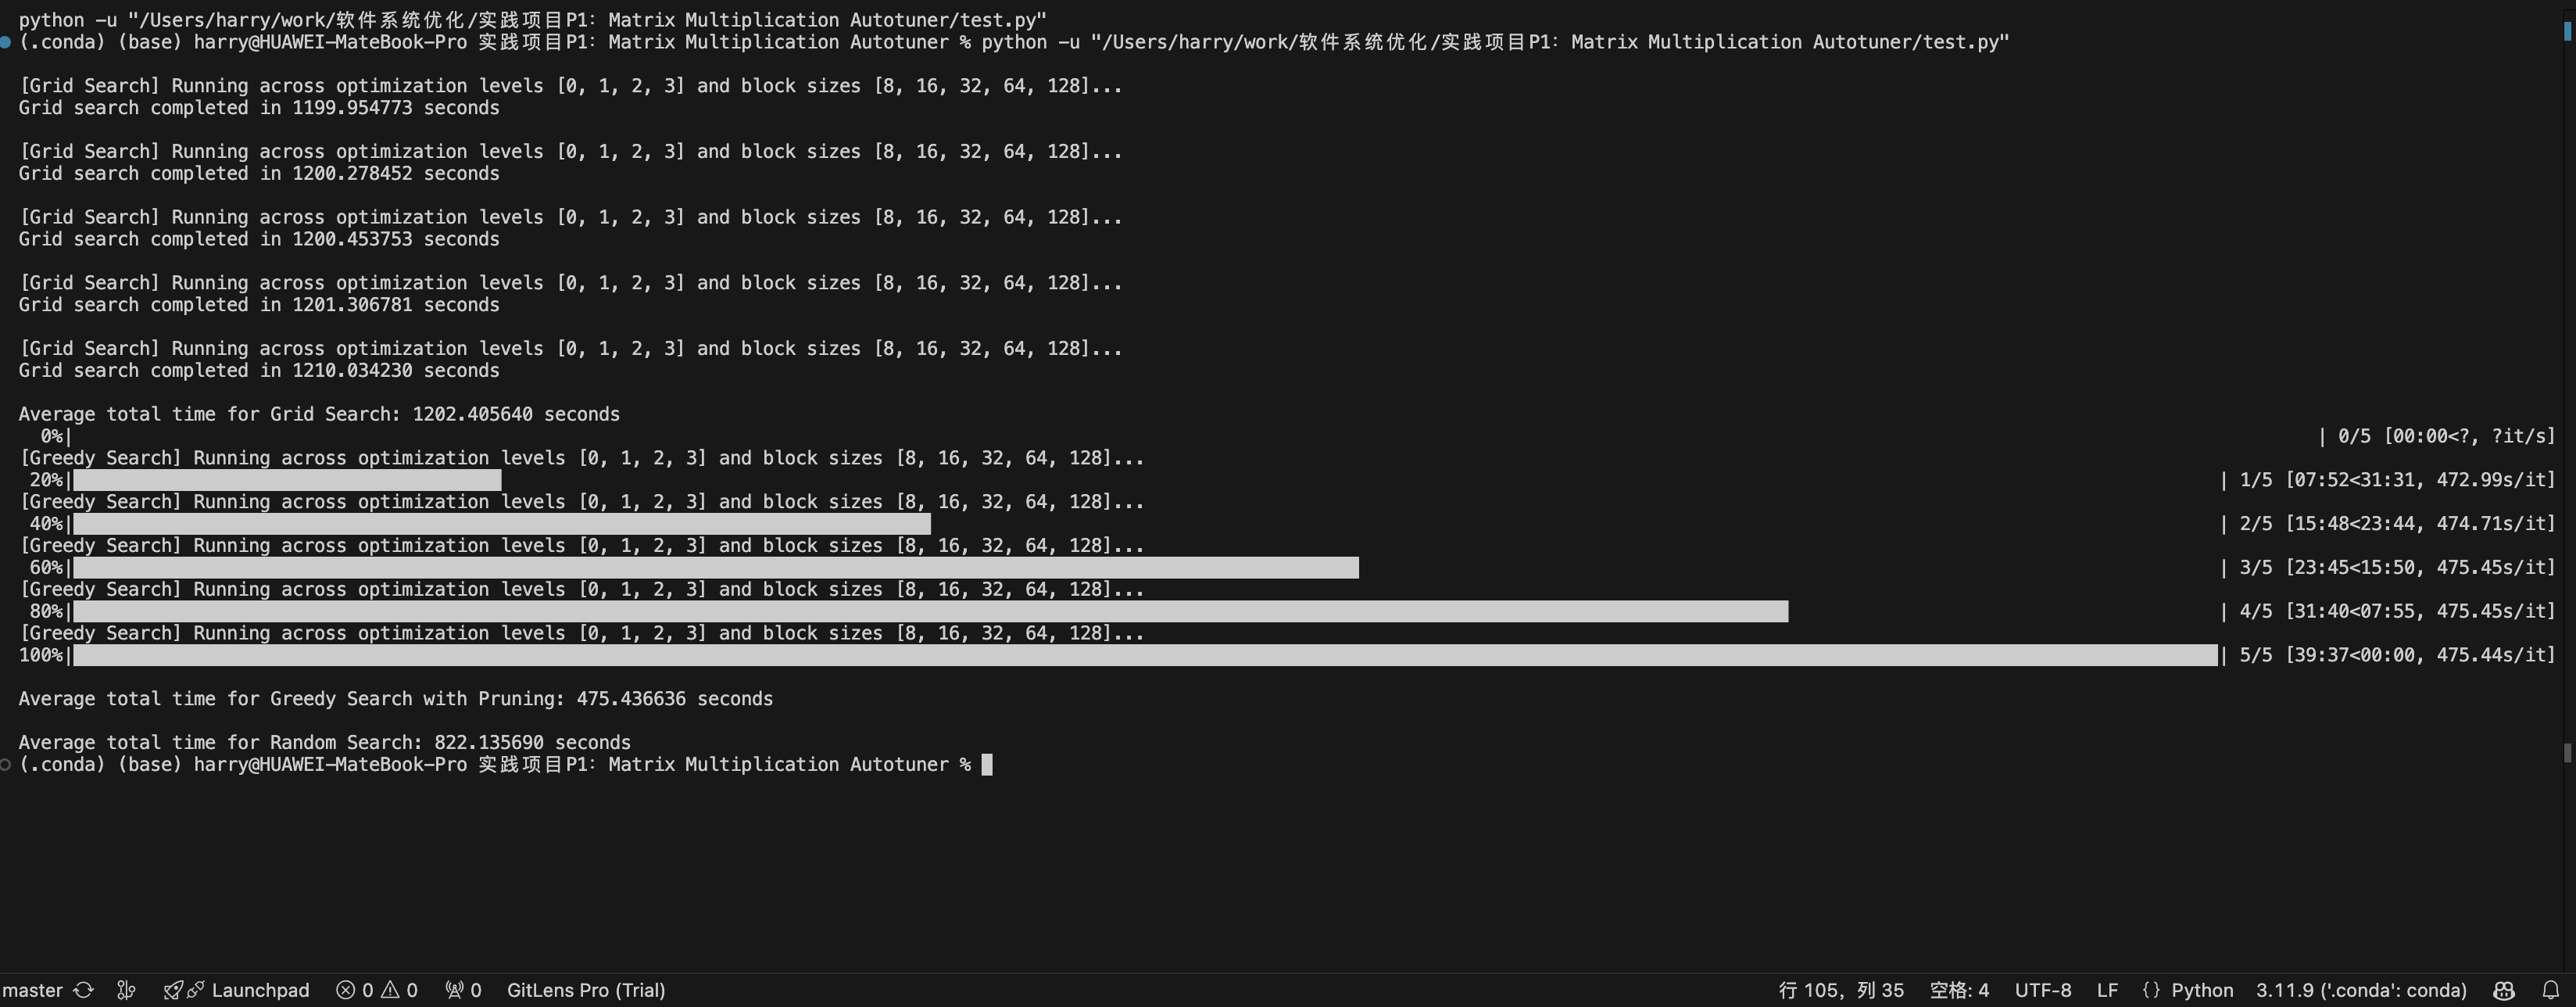 python -u "/Users/harry/work/软件系统优化/实践项目P1：Matrix Multiplication Autotuner/test.py"
(.conda) (base) harry@HUAWEI-MateBook-Pro 实践项目P1：Matrix Multiplication Autotuner % python -u "/Users/harry/work/软件系统优化/实践项目P1：Matrix Multiplication Autotuner/test.py"
[Grid Search] Running across optimization levels [0, 1, 2, 3] and block sizes [8, 16, 32, 64, 128]...
Grid search completed in 1199.954773 seconds
[Grid Search] Running across optimization levels [0, 1, 2, 3] and block sizes [8, 16, 32, 64, 128]...
Grid search completed in 1200.278452 seconds
[Grid Search] Running across optimization levels [0, 1, 2, 3] and block sizes [8, 16, 32, 64, 128]...
Grid search completed in 1200.453753 seconds
[Grid Search] Running across optimization levels [0, 1, 2, 3] and block sizes [8, 16, 32, 64, 128]...
Grid search completed in 1201.306781 seconds
[Grid Search] Running across optimization levels [0, 1, 2, 3] and block sizes [8, 16, 32, 64, 128]...
Grid search completed in 1210.034230 seconds
Average total time for Grid Search: 1202.405640 seconds
0%| | 0/5 [00:00<?, ?it/s]
[Greedy Search] Running across optimization levels [0, 1, 2, 3] and block sizes [8, 16, 32, 64, 128]...
20%| | 1/5 [07:52<31:31, 472.99s/it]
[Greedy Search] Running across optimization levels [0, 1, 2, 3] and block sizes [8, 16, 32, 64, 128]...
40%| | 2/5 [15:48<23:44, 474.71s/it]
[Greedy Search] Running across optimization levels [0, 1, 2, 3] and block sizes [8, 16, 32, 64, 128]...
60%| | 3/5 [23:45<15:50, 475.45s/it]
[Greedy Search] Running across optimization levels [0, 1, 2, 3] and block sizes [8, 16, 32, 64, 128]...
80%| | 4/5 [31:40<07:55, 475.45s/it]
[Greedy Search] Running across optimization levels [0, 1, 2, 3] and block sizes [8, 16, 32, 64, 128]...
100%| | 5/5 [39:37<00:00, 475.44s/it]
Average total time for Greedy Search with Pruning: 475.436636 seconds
Average total time for Random Search: 822.135690 seconds
(.conda) (base) harry@HUAWEI-MateBook-Pro 实践项目P1：Matrix Multiplication Autotuner %
master Launchpad 0 0 0 GitLens Pro (Trial) 行 105，列 35 空格: 4 UTF-8 LF {} Python 3.11.9 ('.conda': conda)